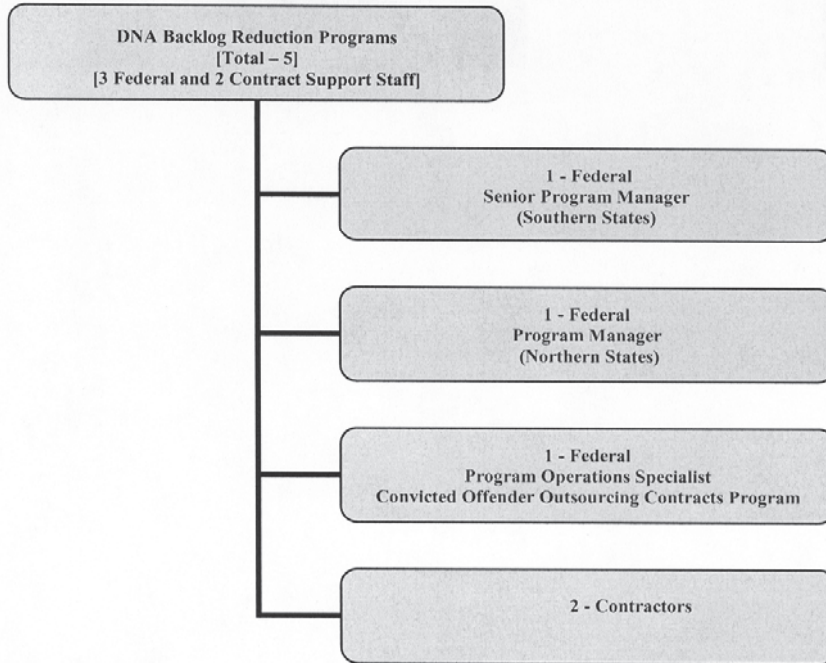 DNA Backlog Reduction Programs
[Total – 5]
[3 Federal and 2 Contract Support Staff]
1 - Federal
Senior Program Manager
(Southern States)
1 - Federal
Program Manager
(Northern States)
1 - Federal
Program Operations Specialist
Convicted Offender Outsourcing Contracts Program
2 - Contractors